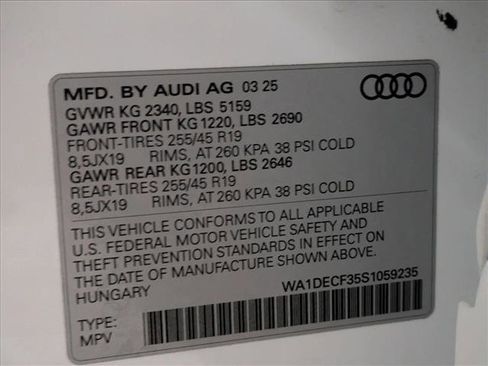 MFD. BY AUDI AG 03 25
GVWR KG 2340, LBS 5159
GAWR FRONT KG 1220, LBS 2690
FRONT-TIRES 255/45 R19
8,5JX19 RIMS, AT 260 KPA 38 PSI COLD
GAWR REAR KG1200, LBS 2646
REAR-TIRES 255/45 R19
8,5JX19 RIMS, AT 260 KPA 38 PSI COLD
THIS VEHICLE CONFORMS TO ALL APPLICABLE
U.S. FEDERAL MOTOR VEHICLE SAFETY AND
THEFT PREVENTION STANDARDS IN EFFECT ON
THE DATE OF MANUFACTURE SHOWN ABOVE.
HUNGARY WA1DECF35S1059235
TYPE:
MPV